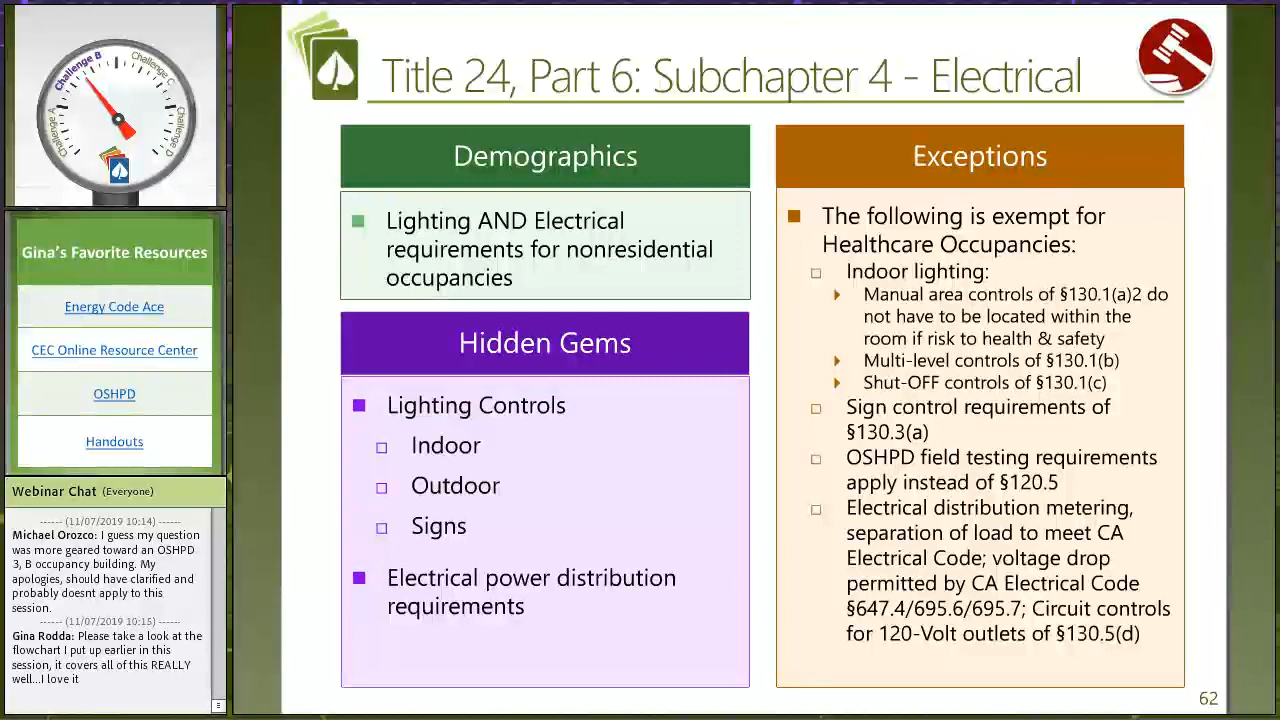 Challenge A
Challenge B
Challenge C
Challenge D
Gina's Favorite Resources
Energy Code Ace
CEC Online Resource Center
OSHPD
Handouts
Webinar Chat (Everyone)
------ (11/07/2019 10:14) -----
Michael Orozco: I guess my question
was more geared toward an OSHPD
3, B occupancy building. My
apologies, should have clarified and
probably doesnt apply to this
session.
------ (11/07/2019 10:15) -----
Gina Rodda: Please take a look at the
flowchart I put up earlier in this
session, it covers all of this REALLY
well...I love it
Title 24, Part 6: Subchapter 4 - Electrical
Demographics
Lighting AND Electrical
requirements for nonresidential
occupancies
Hidden Gems
Lighting Controls
Indoor
Outdoor
Signs
Electrical power distribution
requirements
Exceptions
The following is exempt for
Healthcare Occupancies:
Indoor lighting:
Manual area controls of §130.1(a)2 do
not have to be located within the
room if risk to health & safety
Multi-level controls of §130.1(b)
Shut-OFF controls of §130.1(c)
Sign control requirements of
§130.3(a)
OSHPD field testing requirements
apply instead of §120.5
Electrical distribution metering,
separation of load to meet CA
Electrical Code; voltage drop
permitted by CA Electrical Code
§647.4/695.6/695.7; Circuit controls
for 120-Volt outlets of §130.5(d)
62